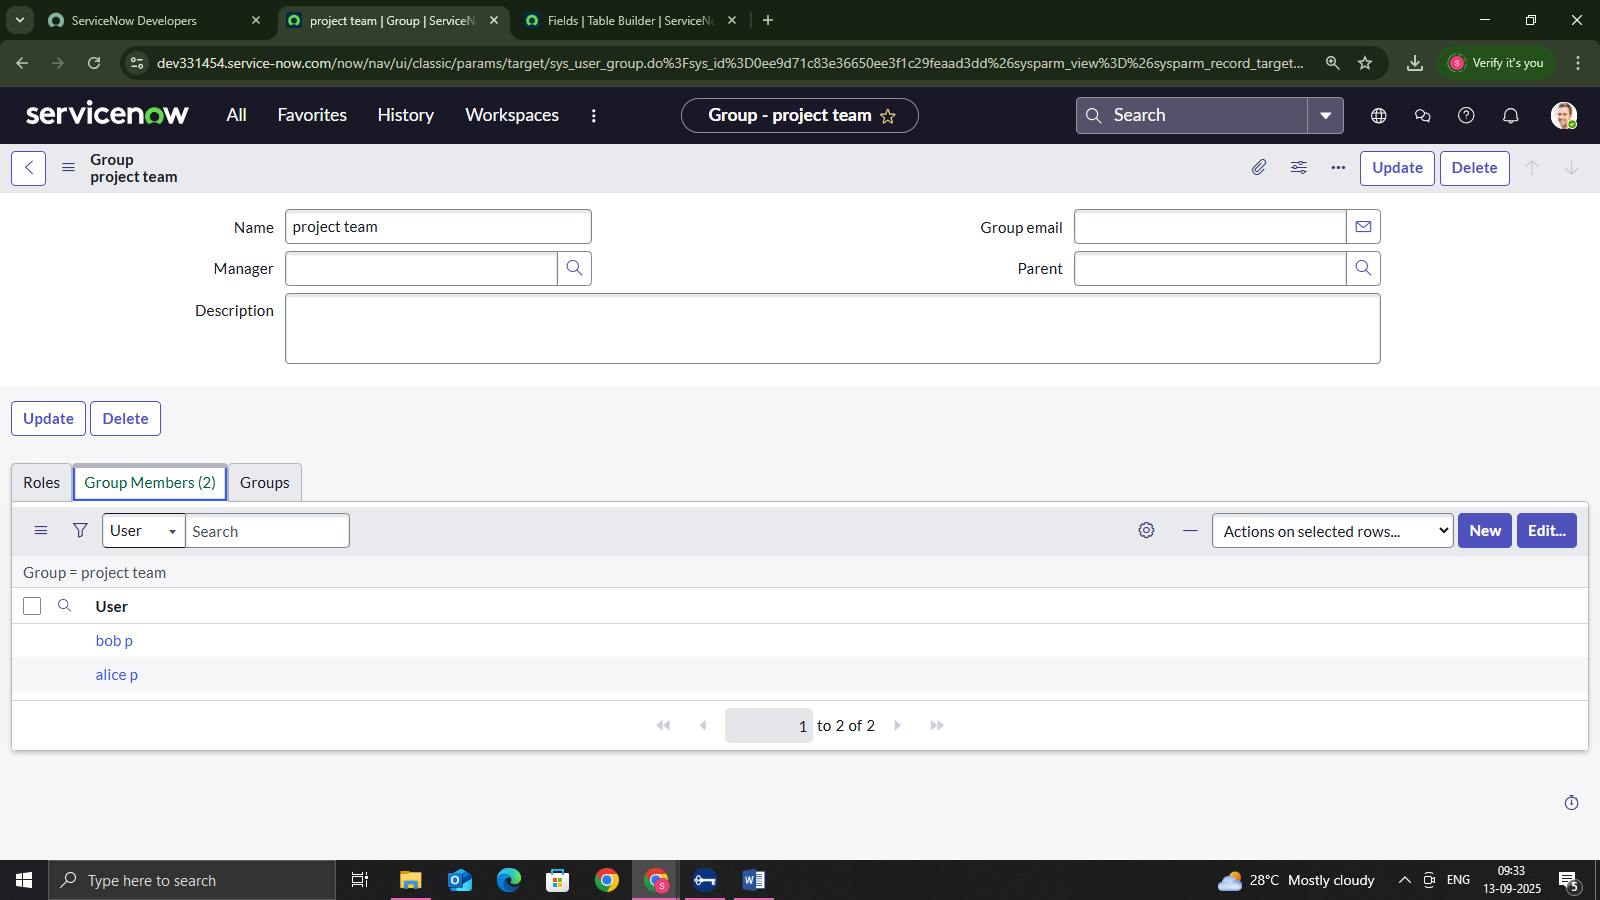 ServiceNow Developers
project team | Group | ServiceN
Fields | Table Builder | ServiceNo
dev331454.service-now.com/now/nav/ui/classic/params/target/sys_user_group.do%3Fsys_id%3D0ee9d71c83e36650ee3f1c29feaad3dd%26sysparm_view%3D%26sysparm_record_target...
Verify it's you
servicenow
All
Favorites
History
Workspaces
Group - project team
Search
Group
project team
Update
Delete
Name
project team
Group email
Manager
Parent
Description
Update
Delete
Roles
Group Members (2)
Groups
User
Search
Actions on selected rows...
New
Edit...
Group = project team
User
bob p
alice p
1 to 2 of 2
Type here to search
28°C Mostly cloudy
ENG
09:33
13-09-2025
5